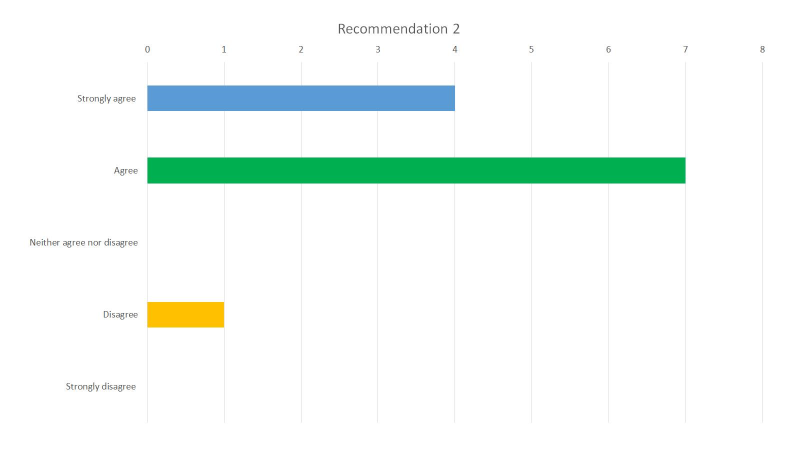 Recommendation 2
0 1 2 3 4 5 6 7 8
Strongly agree
Agree
Neither agree nor disagree
Disagree
Strongly disagree